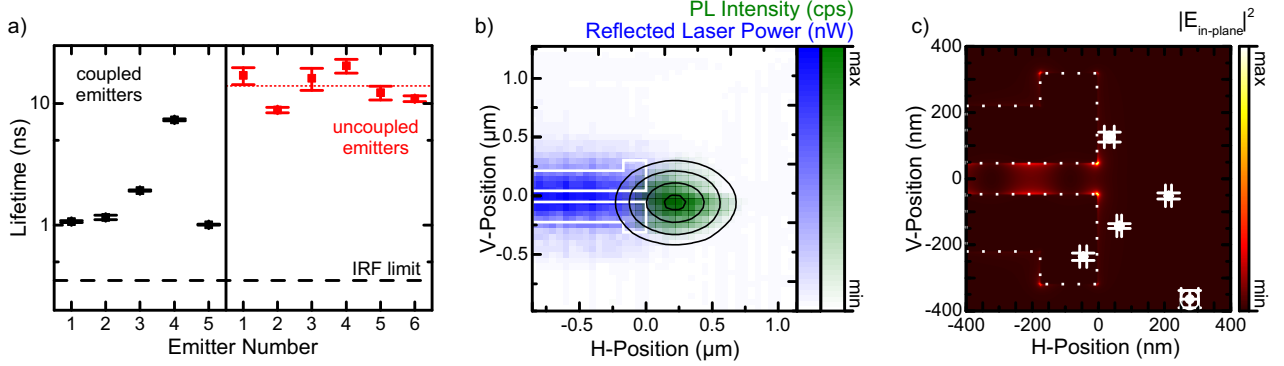 a)
Lifetime (ns)
10
1
coupled
emitters
uncoupled
emitters
IRF limit
1 2 3 4 5 1 2 3 4 5 6
Emitter Number
b)
PL Intensity (cps)
Reflected Laser Power (nW)
V-Position (µm)
1.0
0.5
0.0
-0.5
-0.5 0.0 0.5 1.0
H-Position (µm)
max
min
c)
|E in-plane|²
V-Position (nm)
400
200
0
-200
-400
-400 -200 0 200 400
H-Position (nm)
max
min